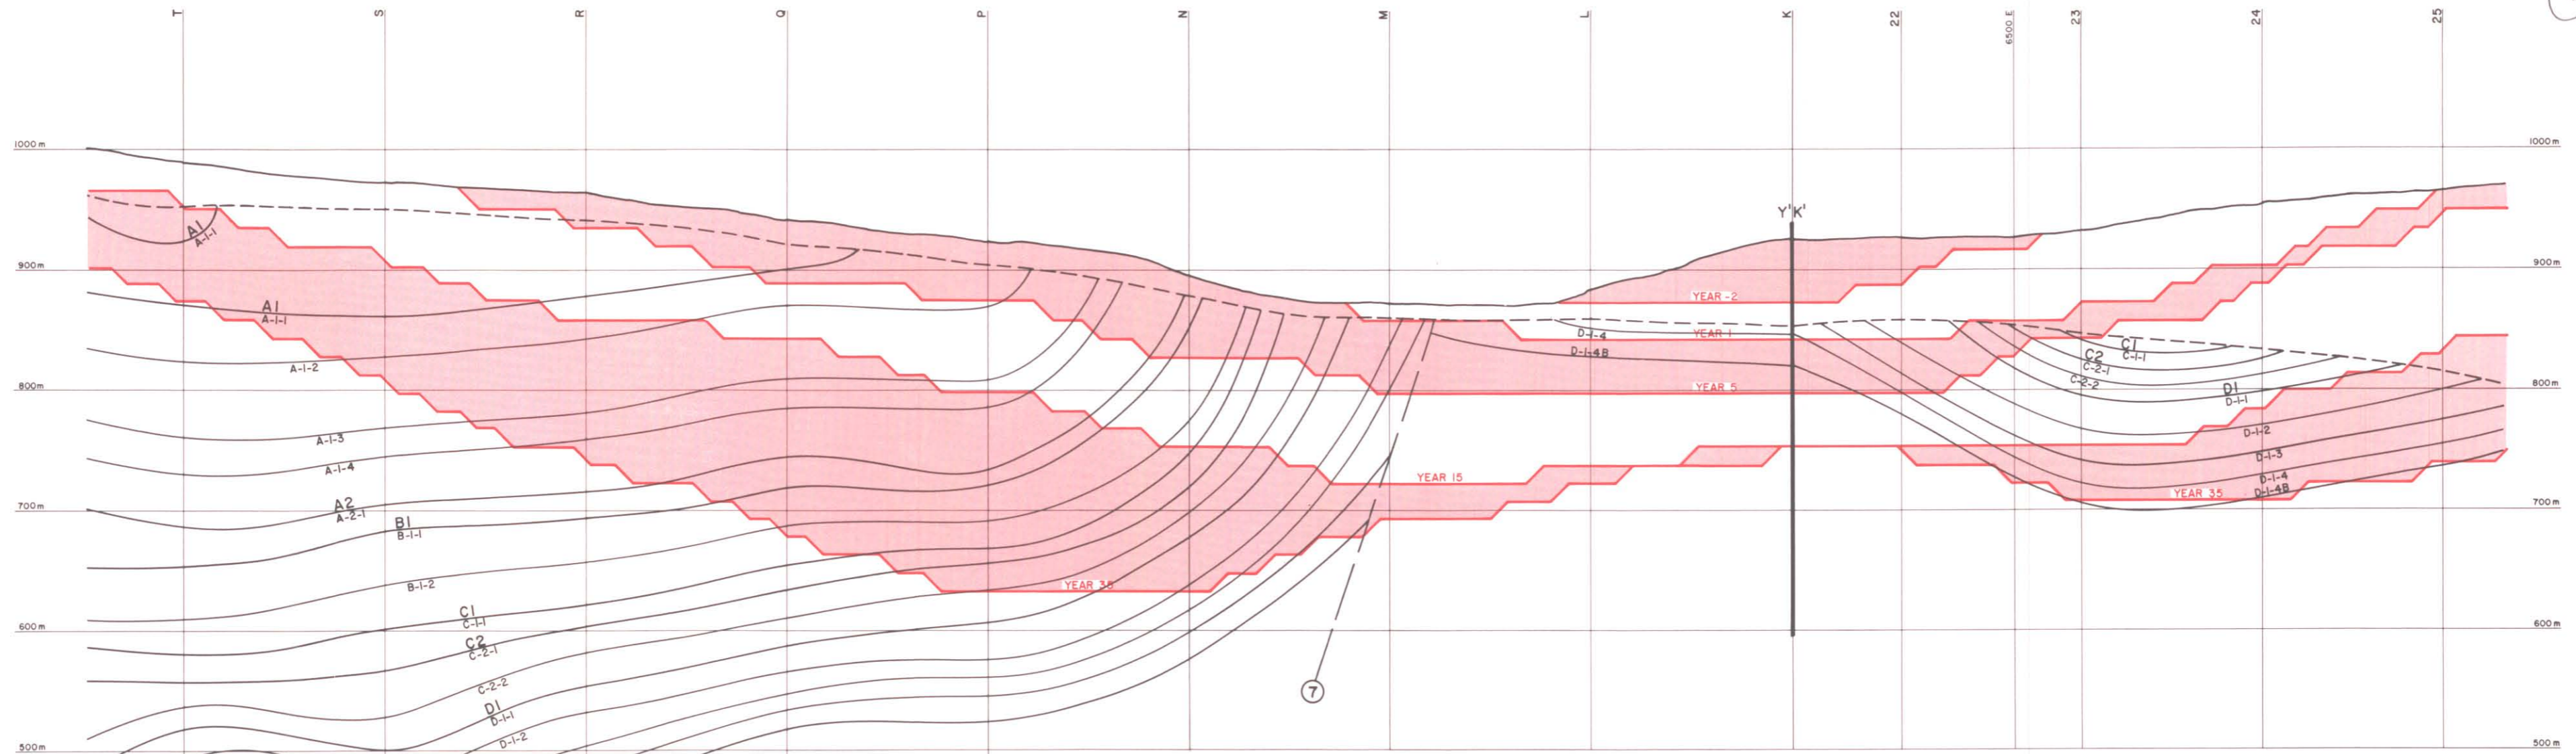 T S R Q P N M L K 22 6500 E 23 24 25
1000 m 1000 m
Y' K'
A1
A-1-1
900 m 900 m
YEAR -2
A1
A-1-1
D-1-4
YEAR 1
D-1-4B
C1
C-1-1
C2
C-2-1
C-2-2
A-1-2
800 m 800 m
YEAR 5
D1
D-1-1
D-1-2
A-1-3
A-1-4
D-1-3
YEAR 15
D-1-4
D-1-4B
YEAR 35
A2
A-2-1
700 m 700 m
B1
B-1-1
B-1-2
YEAR 35
C1
C-1-1
600 m 600 m
C2
C-2-1
C-2-2
7
D1
D-1-1
D-1-2
500 m 500 m